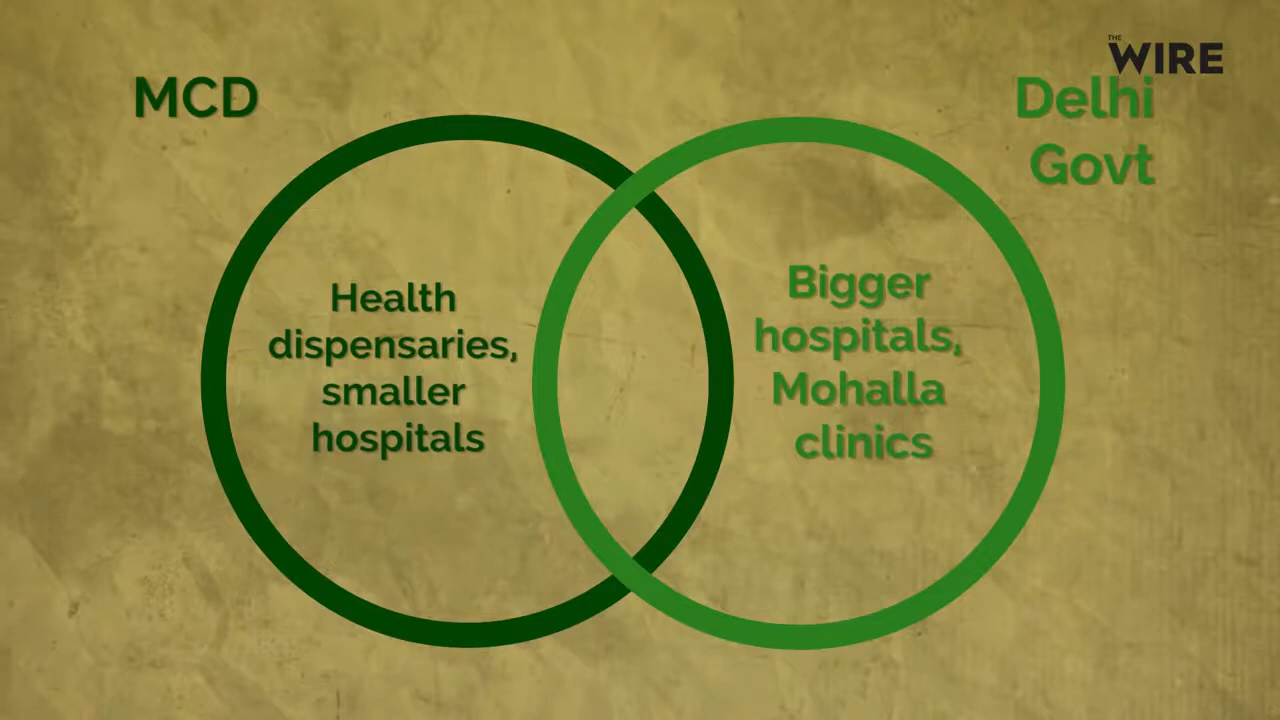 THE
WIRE
MCD
Delhi
Govt
Health
dispensaries,
smaller
hospitals
Bigger
hospitals,
Mohalla
clinics